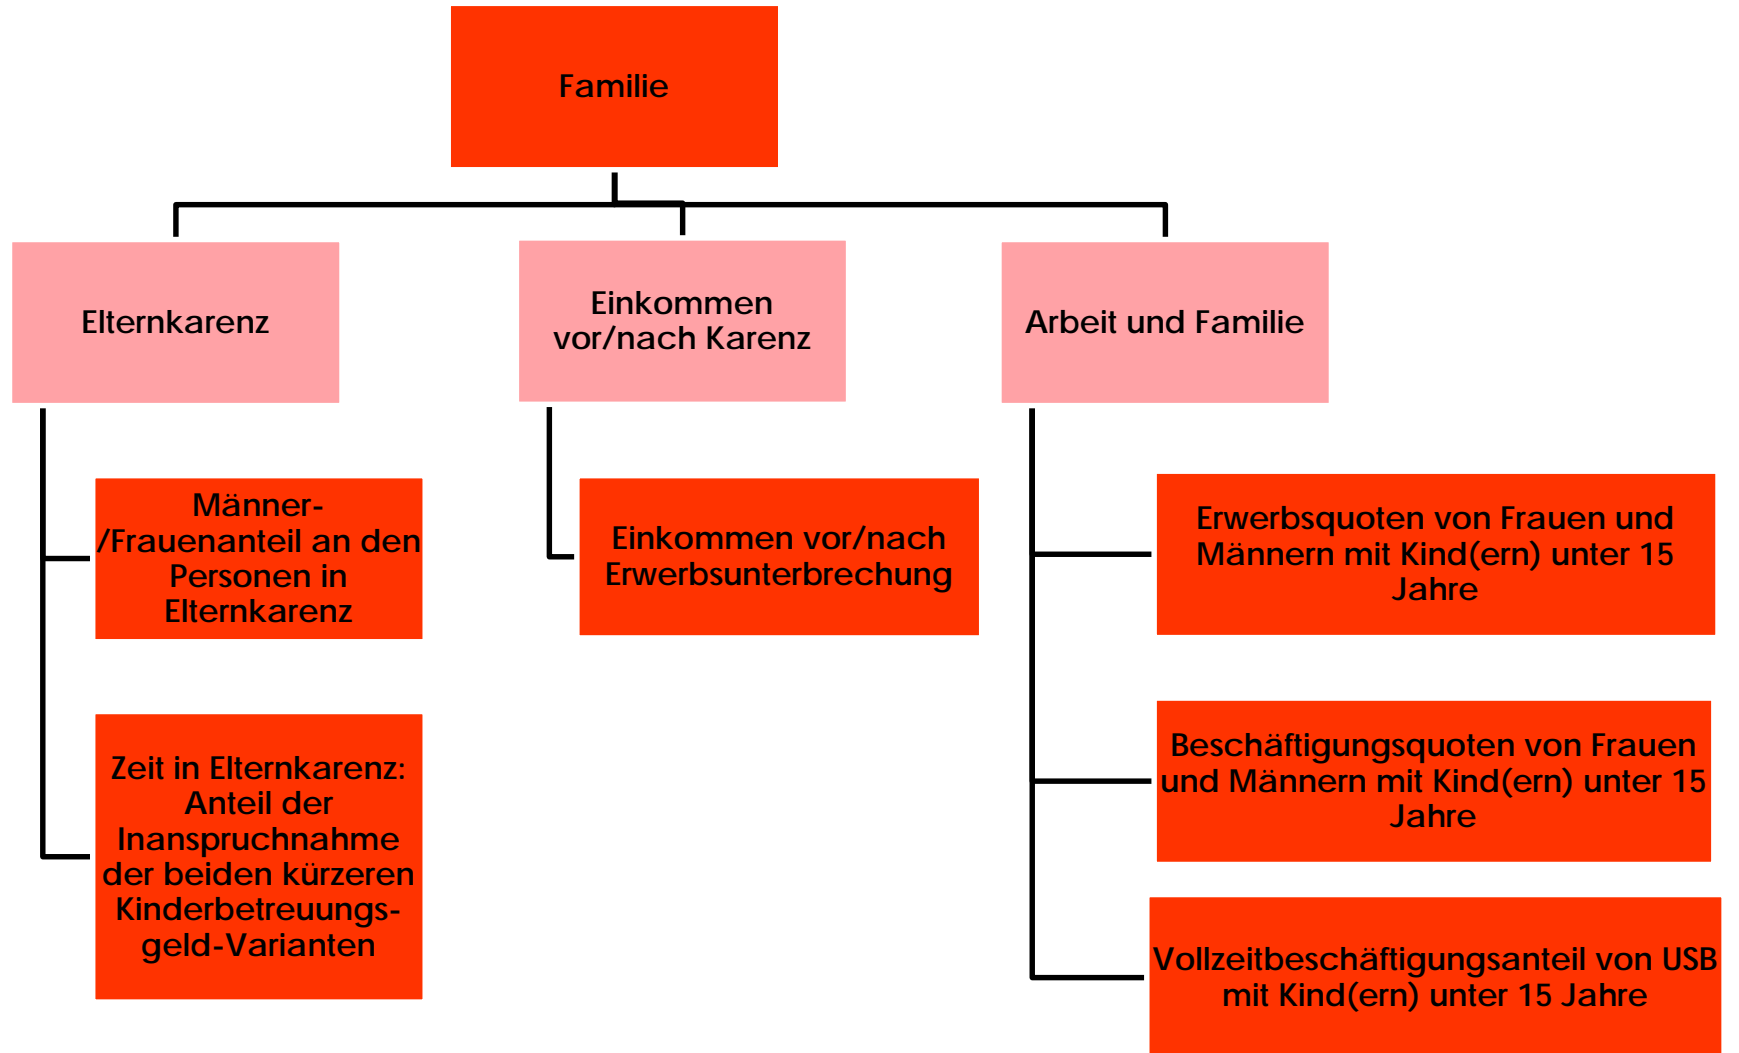 Familie
Elternkarenz
Einkommen
vor/nach Karenz
Arbeit und Familie
Männer-
/Frauenanteil an den
Personen in
Elternkarenz
Zeit in Elternkarenz:
Anteil der
Inanspruchnahme
der beiden kürzeren
Kinderbetreuungs-
geld-Varianten
Einkommen vor/nach
Erwerbsunterbrechung
Erwerbsquoten von Frauen und
Männern mit Kind(ern) unter 15
Jahre
Beschäftigungsquoten von Frauen
und Männern mit Kind(ern) unter 15
Jahre
Vollzeitbeschäftigungsanteil von USB
mit Kind(ern) unter 15 Jahre